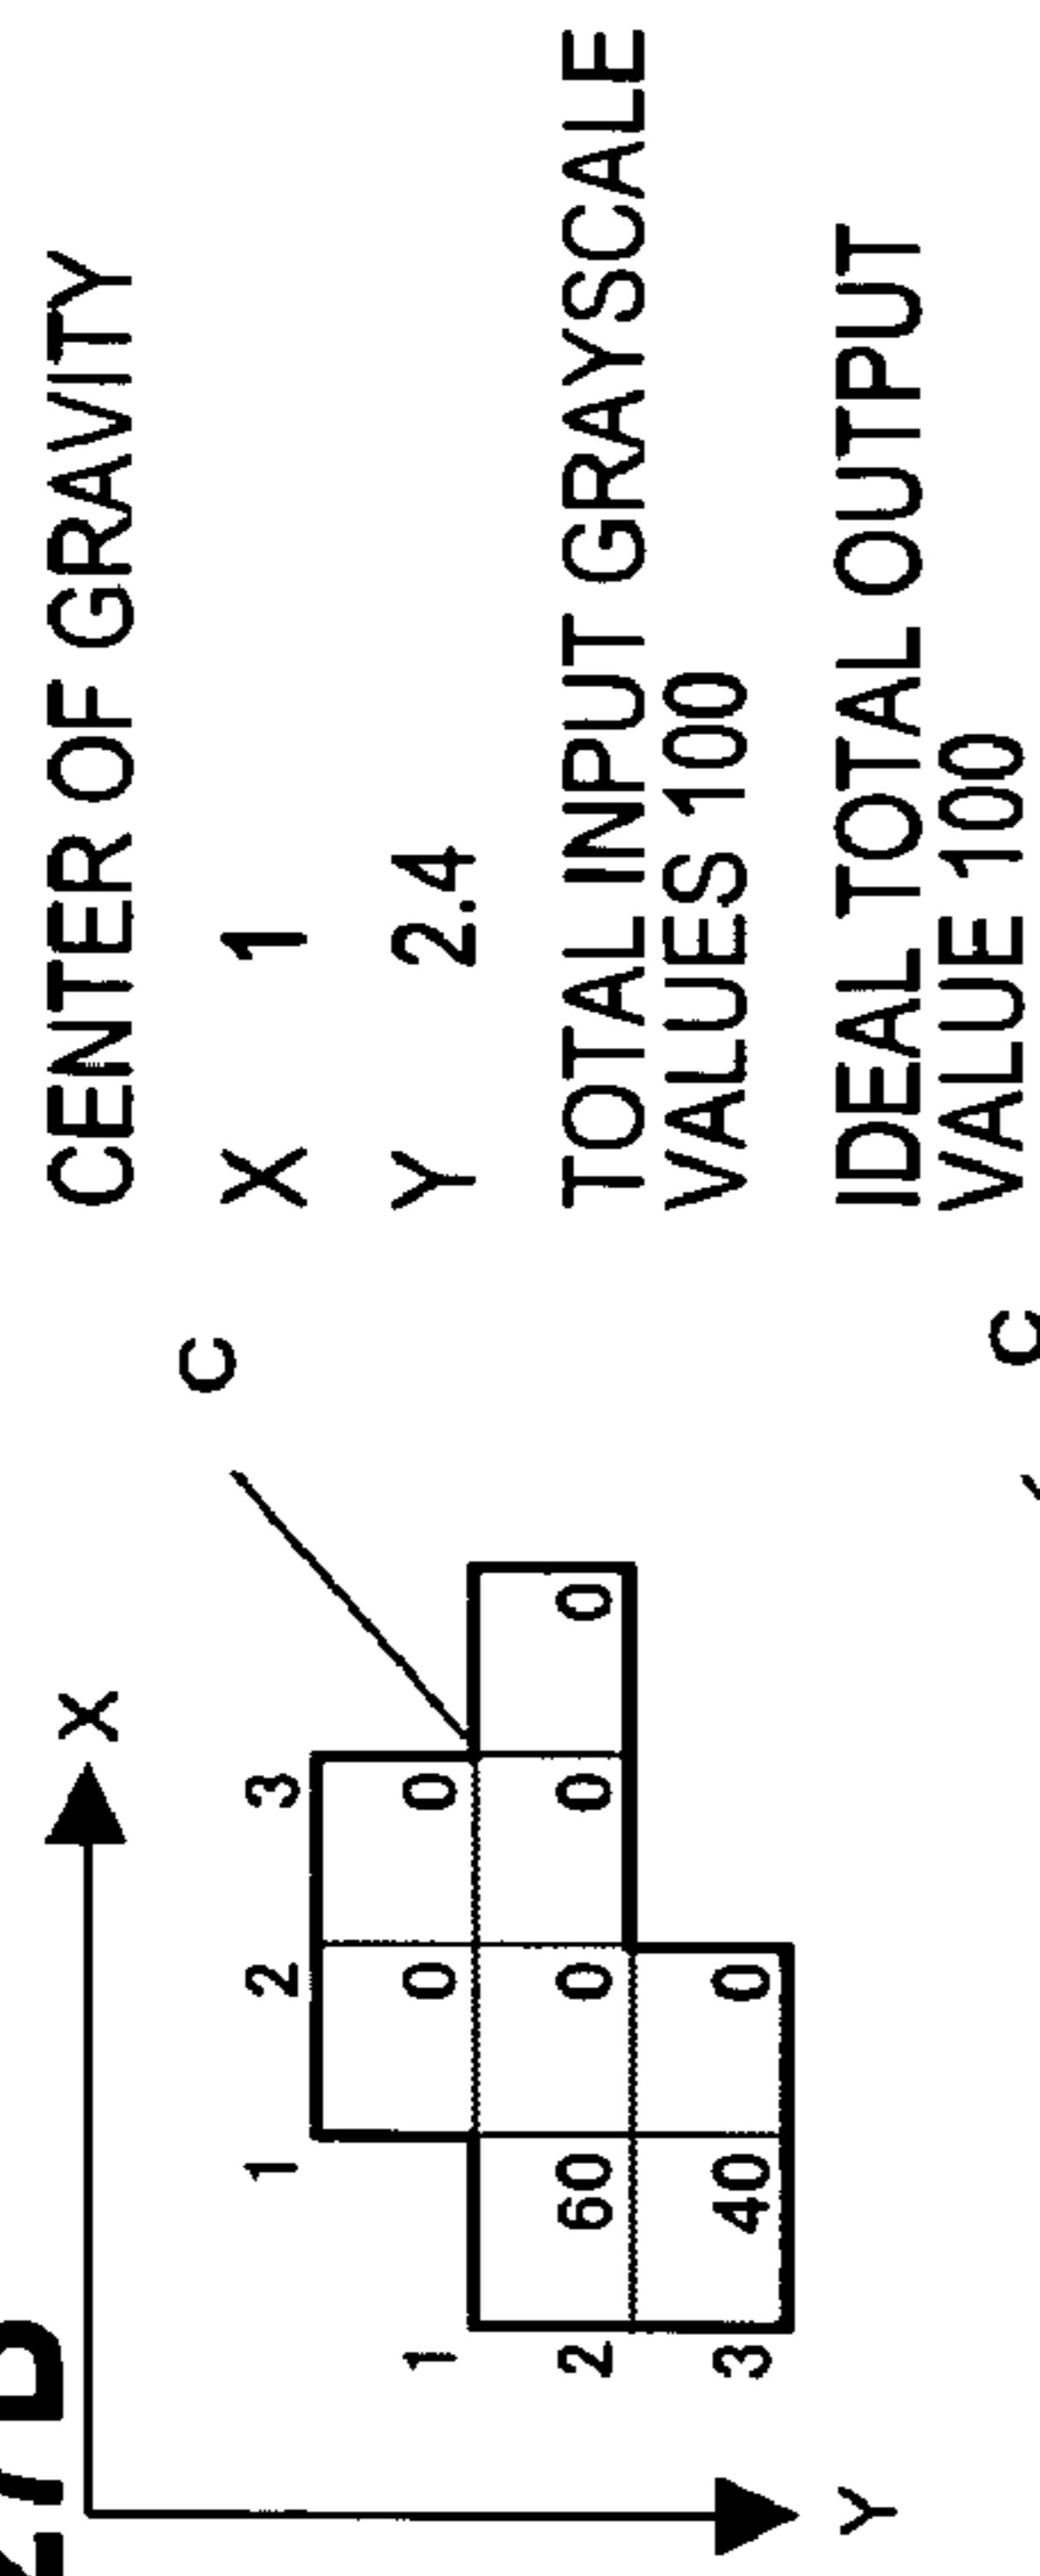 X
C
1 2 3
1 0 0
2 60 0 0 0
3 40 0
Y
CENTER OF GRAVITY
X 1
Y 2.4
TOTAL INPUT GRAYSCALE
VALUES 100
IDEAL TOTAL OUTPUT
VALUE 100
C